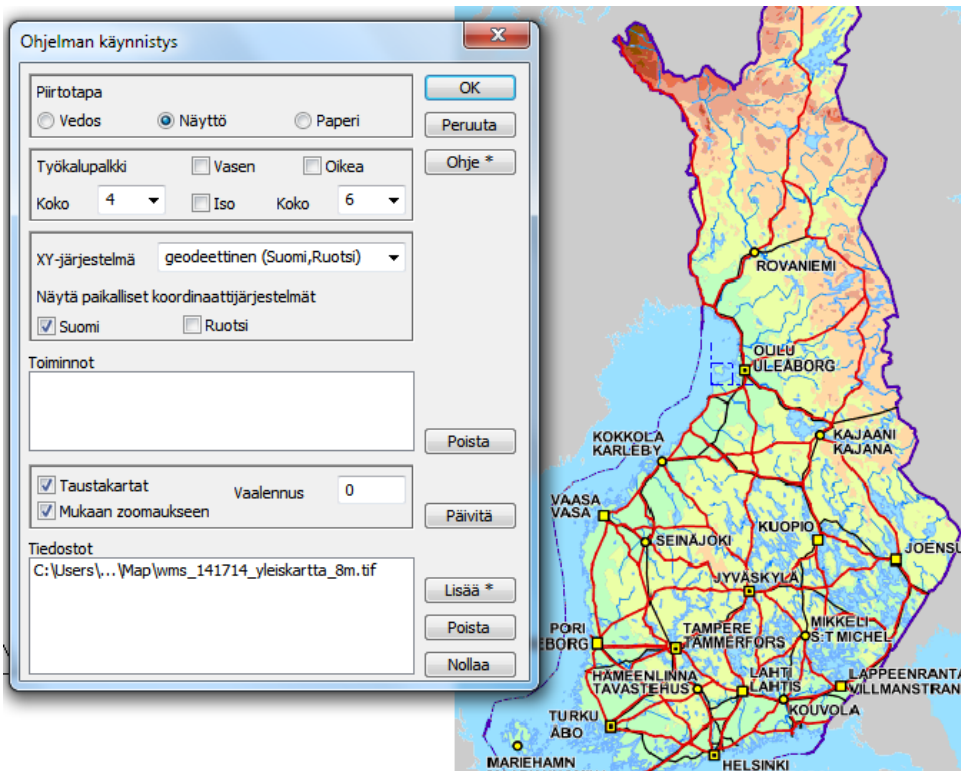 Ohjelman käynnistys
Piirtotapa
Vedos Näyttö Paperi
OK
Peruuta
Ohje *
Työkalupalkki Vasen Oikea
Koko 4 Iso Koko 6
XY-järjestelmä geodeettinen (Suomi,Ruotsi)
Näytä paikalliset koordinaattijärjestelmät
Suomi Ruotsi
Toiminnot
Poista
Taustakartat Vaalennus 0
Mukaan zoomaukseen
Päivitä
Tiedostot
C:\Users\...\Map\wms_141714_yleiskartta_8m.tif
Lisää *
Poista
Nollaa
ROVANIEMI
OULU
ULEÅBORG
KAJAANI
KAJANA
KOKKOLA
KARLEBY
VAASA
VASA
KUOPIO
SEINÄJOKI
JOENSU
JYVÄSKYLÄ
MIKKELI
S:T MICHEL
PORI
EBORG
TAMPERE
TAMMERFORS
HÄMEENLINNA
TAVASTEHUS
LAHTI
LAHTIS
LAPPEENRANTA
VILLMANSTRAN
KOUVOLA
TURKU
ÅBO
MARIEHAMN
HELSINKI